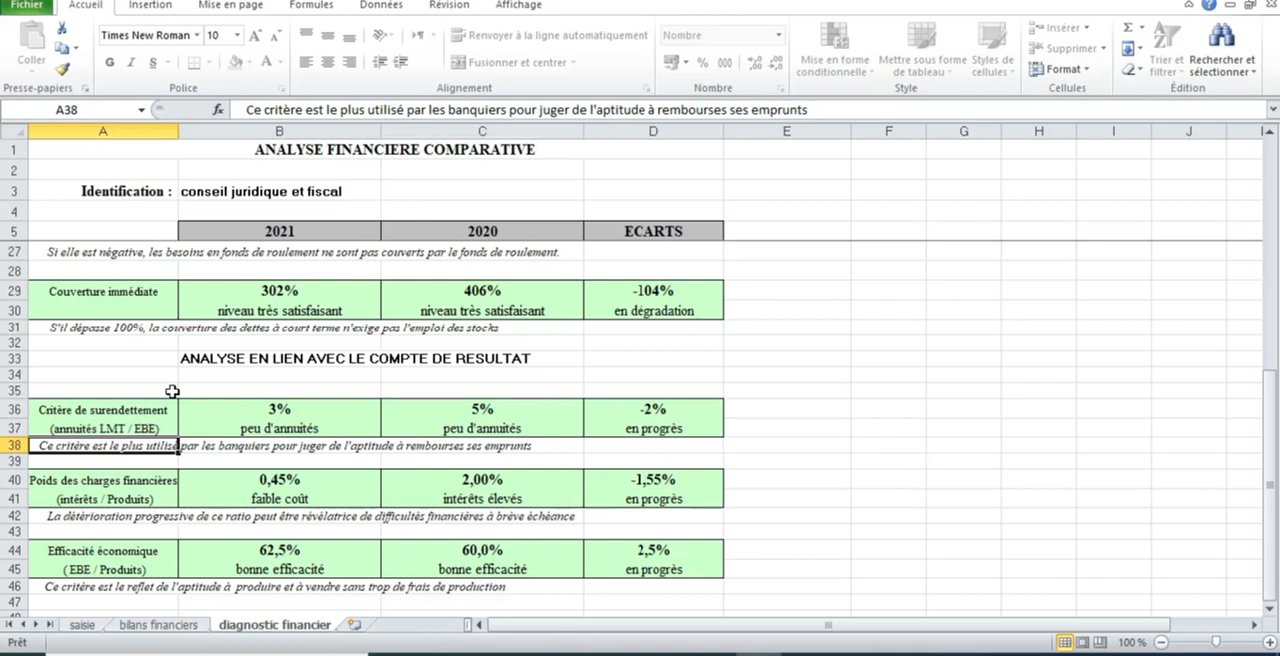 Fichier Accueil Insertion Mise en page Formules Données Révision Affichage
Coller
Times New Roman 10 A A
G I S A
Renvoyer à la ligne automatiquement
Fusionner et centrer
Nombre
% 000
Mise en forme conditionnelle
Mettre sous forme de tableau
Styles de cellules
Insérer
Supprimer
Format
Σ
Trier et filtrer
Rechercher et sélectionner
Presse-papiers Police Alignement Nombre Style Cellules Édition
A38 fx Ce critère est le plus utilisé par les banquiers pour juger de l'aptitude à rembourses ses emprunts
A B C D E F G H I J
1 ANALYSE FINANCIERE COMPARATIVE
2
3 Identification : conseil juridique et fiscal
4
5 2021 2020 ECARTS
27 Si elle est négative, les besoins en fonds de roulement ne sont pas couverts par le fonds de roulement.
28
29 Couverture immédiate 302% 406% -104%
30 niveau très satisfaisant niveau très satisfaisant en dégradation
31 S'il dépasse 100%, la couverture des dettes à court terme n'exige pas l'emploi des stocks
32
33 ANALYSE EN LIEN AVEC LE COMPTE DE RESULTAT
34
35
36 Critère de surendettement 3% 5% -2%
37 (annuités LMT / EBE) peu d'annuités peu d'annuités en progrès
38 Ce critère est le plus utilisé par les banquiers pour juger de l'aptitude à rembourses ses emprunts
39
40 Poids des charges financières 0,45% 2,00% -1,55%
41 (intérêts / Produits) faible coût intérêts élevés en progrès
42 La détérioration progressive de ce ratio peut être révélatrice de difficultés financières à brève échéance
43
44 Efficacité économique 62,5% 60,0% 2,5%
45 ( EBE / Produits) bonne efficacité bonne efficacité en progrès
46 Ce critère est le reflet de l'aptitude à produire et à vendre sans trop de frais de production
47
saisie bilans financiers diagnostic financier
Prêt 100 %